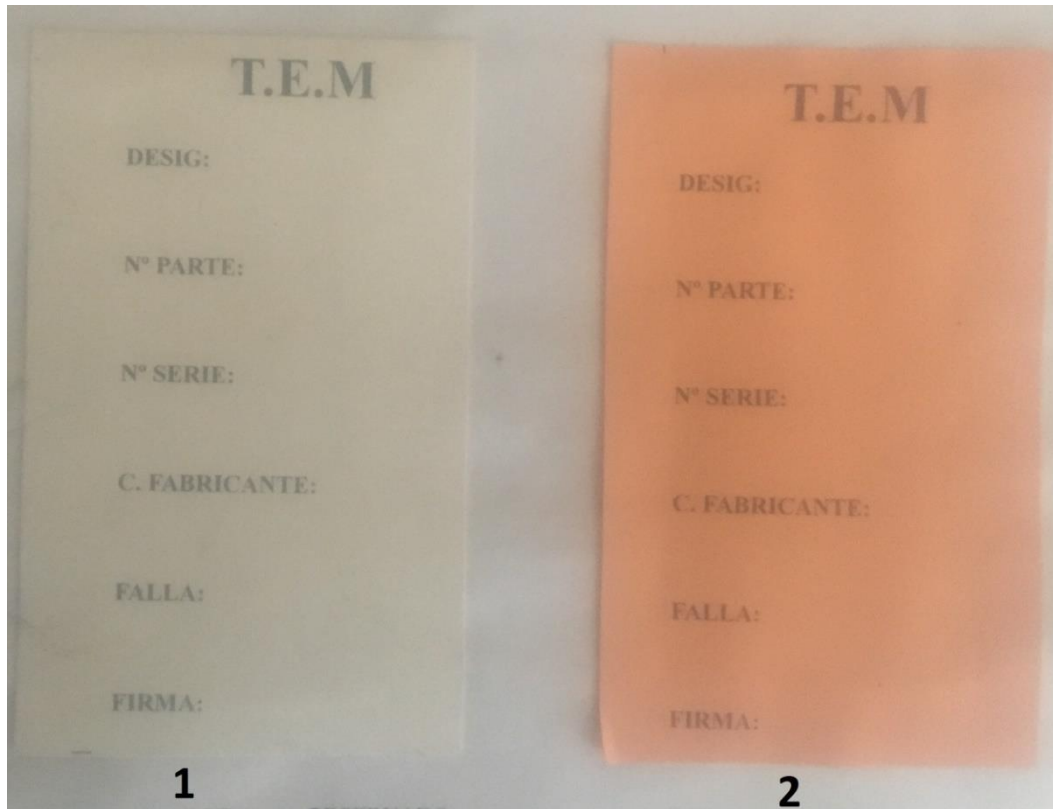 T.E.M
DESIG:
Nº PARTE:
Nº SERIE:
C. FABRICANTE:
FALLA:
FIRMA:
1
T.E.M
DESIG:
Nº PARTE:
Nº SERIE:
C. FABRICANTE:
FALLA:
FIRMA:
2